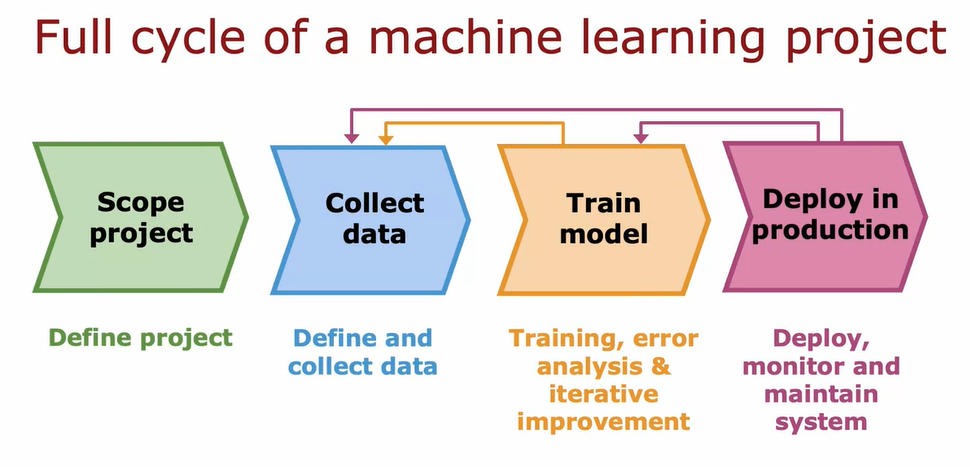 Full cycle of a machine learning project
Scope
project
Collect
data
Train
model
Deploy in
production
Define project
Define and
collect data
Training, error
analysis &
iterative
improvement
Deploy,
monitor and
maintain
system